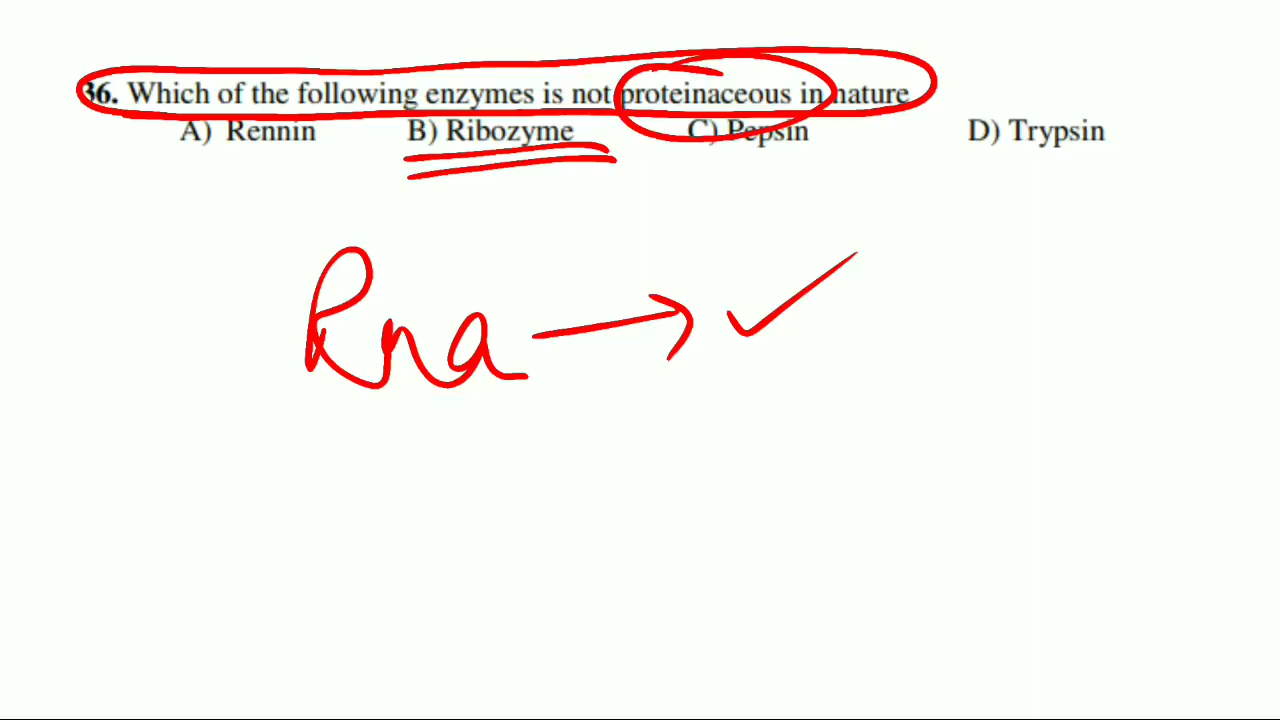 36. Which of the following enzymes is not proteinaceous in nature
A) Rennin B) Ribozyme C) Pepsin D) Trypsin
Rna